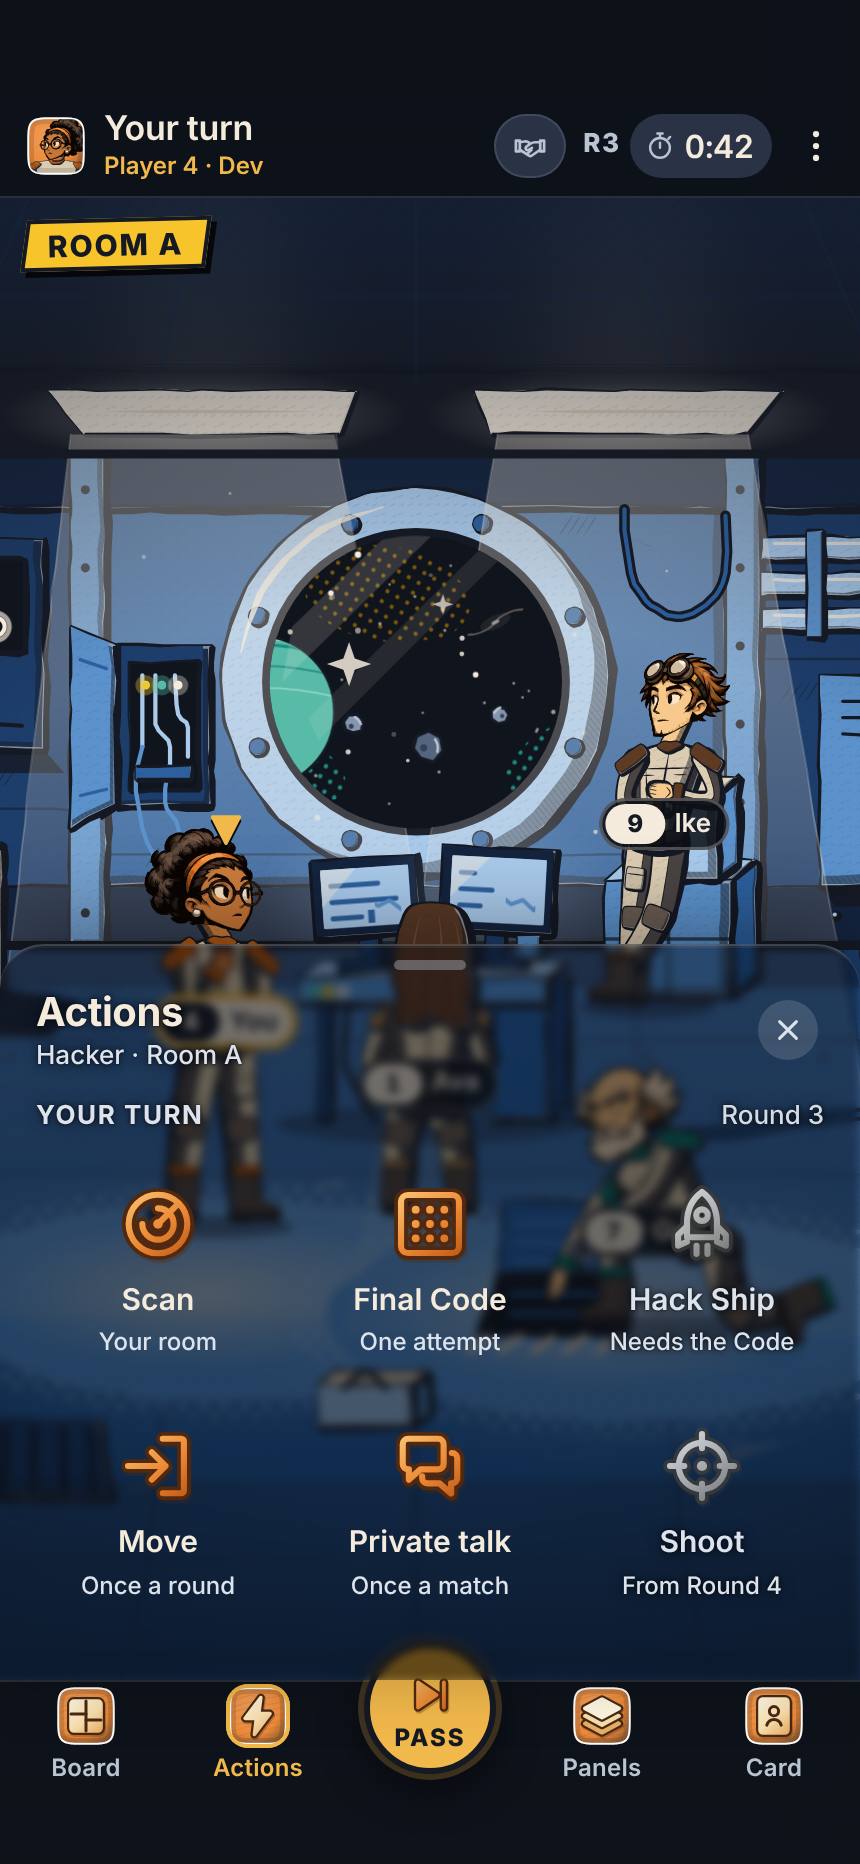 Your turn
Player 4 · Dev
R3
0:42
ROOM A
9 Ike
Actions
Hacker · Room A
You
YOUR TURN
Round 3
Scan
Your room
Final Code
One attempt
Hack Ship
Needs the Code
Move
Once a round
Private talk
Once a match
Shoot
From Round 4
PASS
Board
Actions
Panels
Card